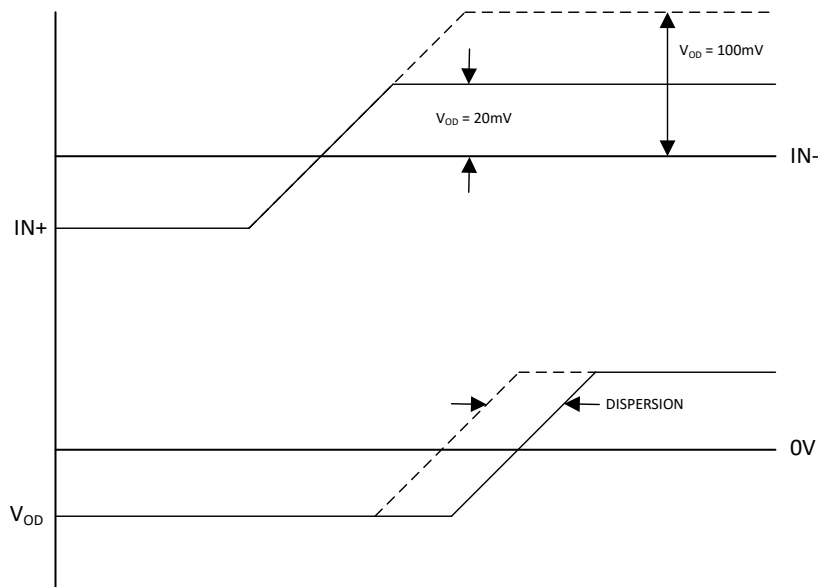 V_OD = 100mV
V_OD = 20mV
IN-
IN+
DISPERSION
0V
V_OD